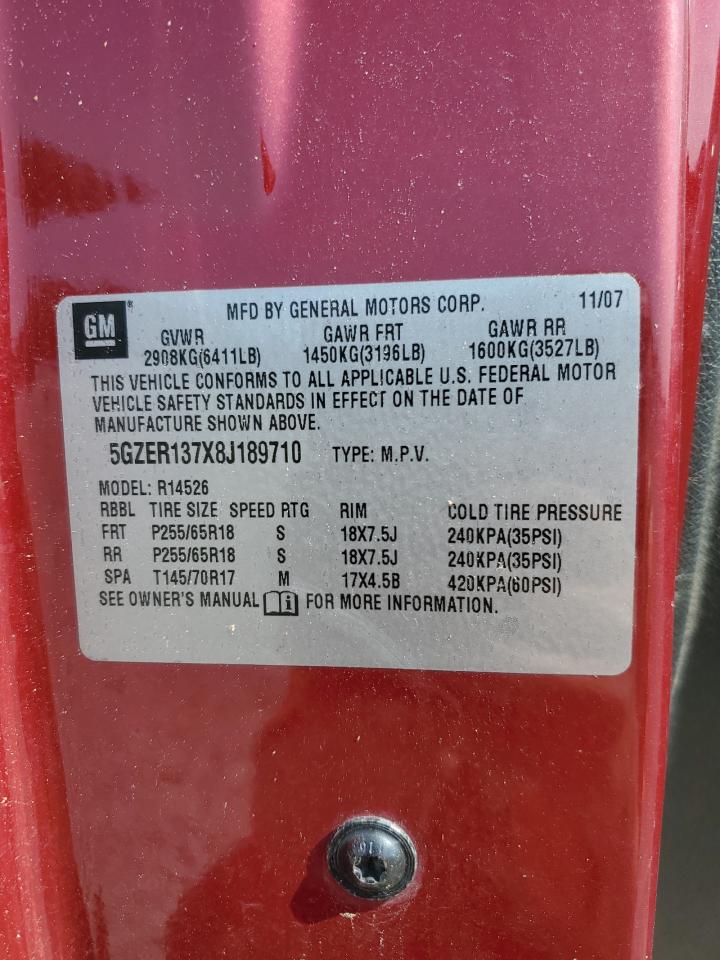 GM ® MFD BY GENERAL MOTORS CORP. 11/07
GVWR GAWR FRT GAWR RR
2908KG(6411LB) 1450KG(3196LB) 1600KG(3527LB)
THIS VEHICLE CONFORMS TO ALL APPLICABLE U.S. FEDERAL MOTOR
VEHICLE SAFETY STANDARDS IN EFFECT ON THE DATE OF
MANUFACTURE SHOWN ABOVE.
5GZER137X8J189710 TYPE: M.P.V.
MODEL: R14526
RBBL TIRE SIZE SPEED RTG RIM COLD TIRE PRESSURE
FRT P255/65R18 S 18X7.5J 240KPA(35PSI)
RR P255/65R18 S 18X7.5J 240KPA(35PSI)
SPA T145/70R17 M 17X4.5B 420KPA(60PSI)
SEE OWNER'S MANUAL i FOR MORE INFORMATION.